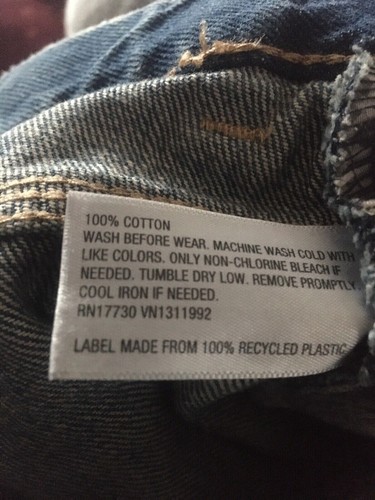 100% COTTON
WASH BEFORE WEAR. MACHINE WASH COLD WITH
LIKE COLORS. ONLY NON-CHLORINE BLEACH IF
NEEDED. TUMBLE DRY LOW. REMOVE PROMPTLY.
COOL IRON IF NEEDED.
RN17730 VN1311992
LABEL MADE FROM 100% RECYCLED PLASTIC